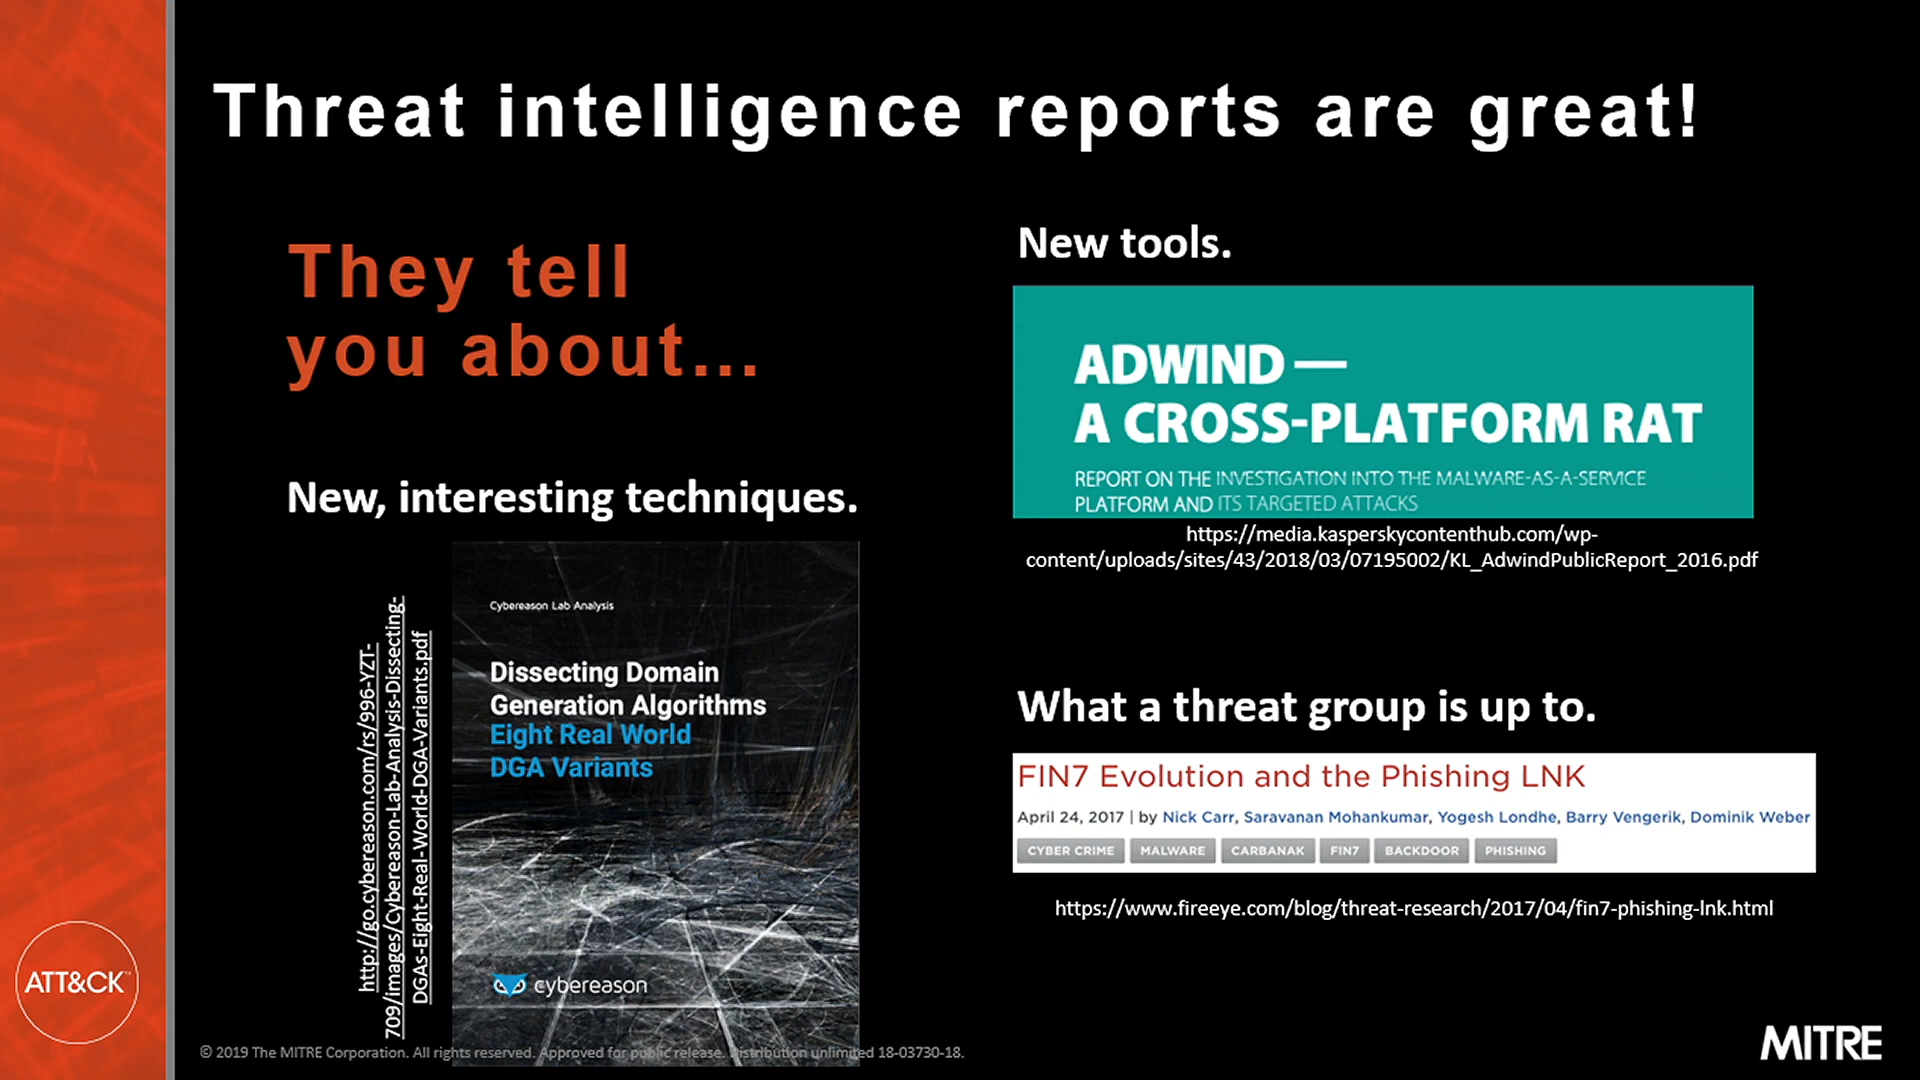 Threat intelligence reports are great!
They tell
you about...
New, interesting techniques.
http://go.cybereason.com/rs/996-YZT-
709/images/Cybereason-Lab-Analysis-Dissecting-
DGAs-Eight-Real-World-DGA-Variants.pdf
Cybereason Lab Analysis
Dissecting Domain
Generation Algorithms
Eight Real World
DGA Variants
cybereason
New tools.
ADWIND —
A CROSS-PLATFORM RAT
REPORT ON THE INVESTIGATION INTO THE MALWARE-AS-A-SERVICE
PLATFORM AND ITS TARGETED ATTACKS
https://media.kasperskycontenthub.com/wp-
content/uploads/sites/43/2018/03/07195002/KL_AdwindPublicReport_2016.pdf
What a threat group is up to.
FIN7 Evolution and the Phishing LNK
April 24, 2017 | by Nick Carr, Saravanan Mohankumar, Yogesh Londhe, Barry Vengerik, Dominik Weber
CYBER CRIME MALWARE CARBANAK FIN7 BACKDOOR PHISHING
https://www.fireeye.com/blog/threat-research/2017/04/fin7-phishing-lnk.html
ATT&CK™
© 2019 The MITRE Corporation. All rights reserved. Approved for public release. Distribution unlimited 18-03730-18.
MITRE